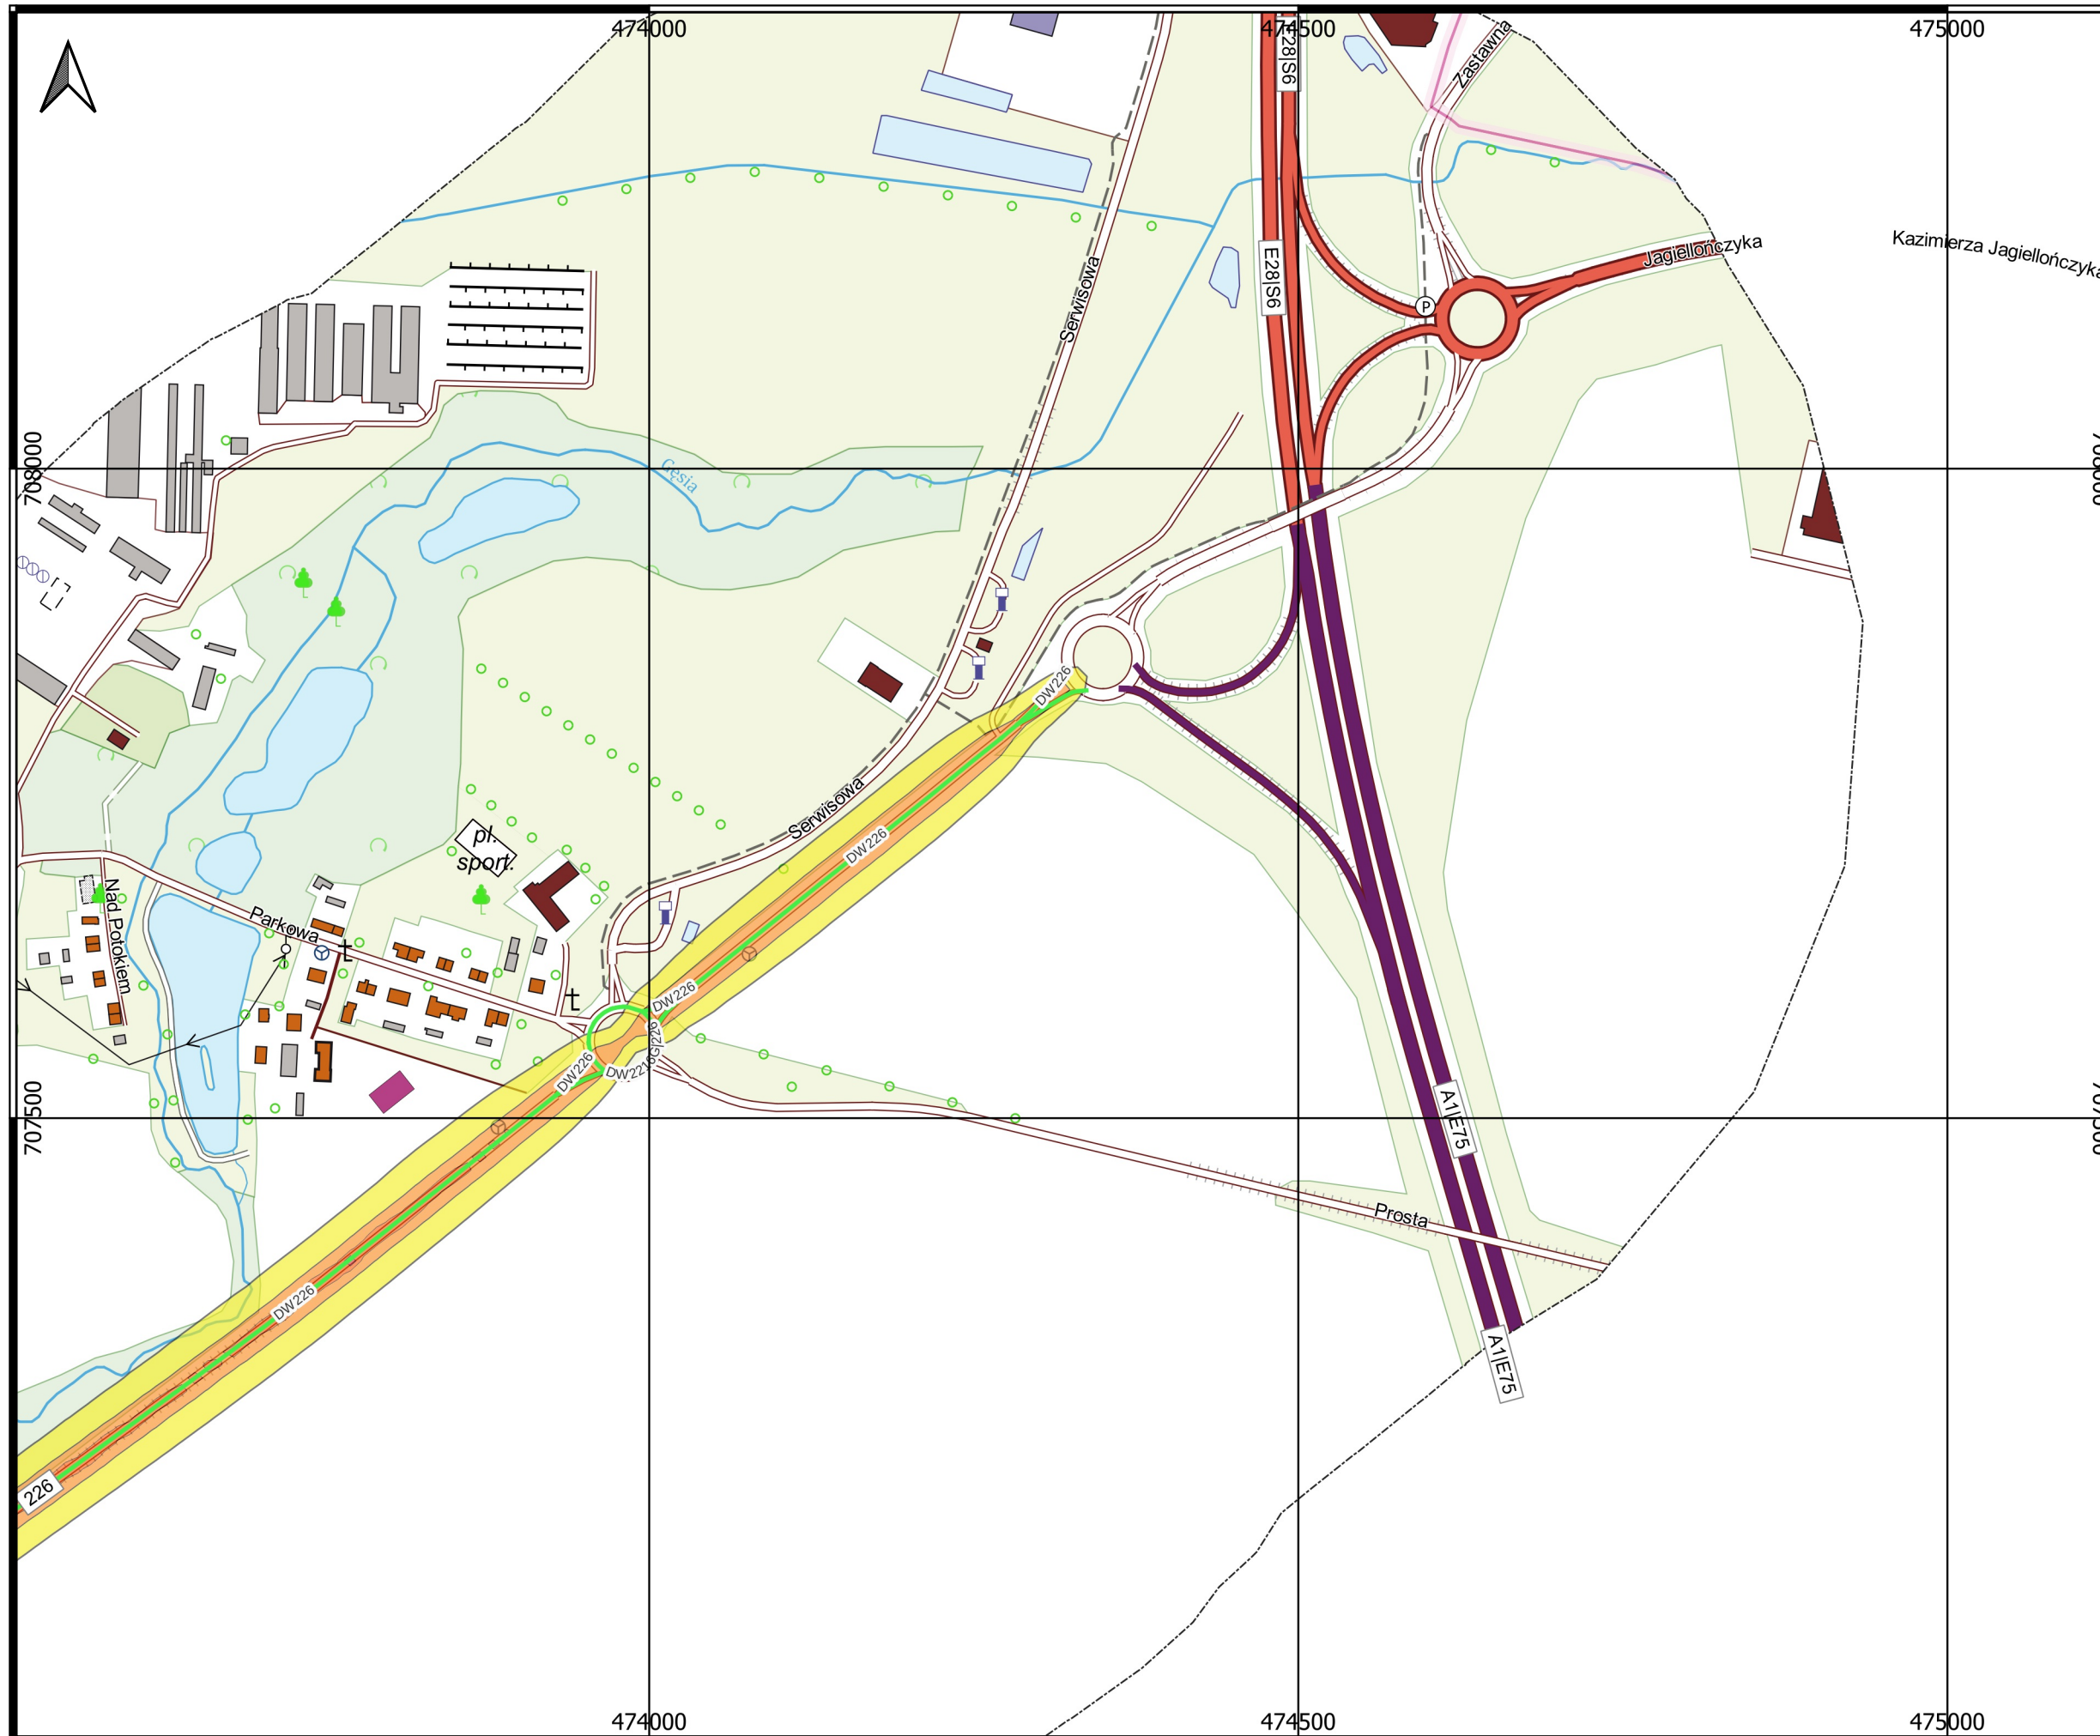 474000
474500
475000
E28|S6
Zastawna
Jagiellończyka
Kazimierza Jagiellończyka
E28|S6
Serwisowa
P
708000
Gęsia
DW226
Serwisowa
DW226
pl.
sport.
Nad Potokiem
Parkowa
DW226
DW226
707500
A1|E75
Prosta
DW226
A1|E75
226
474000
474500
475000